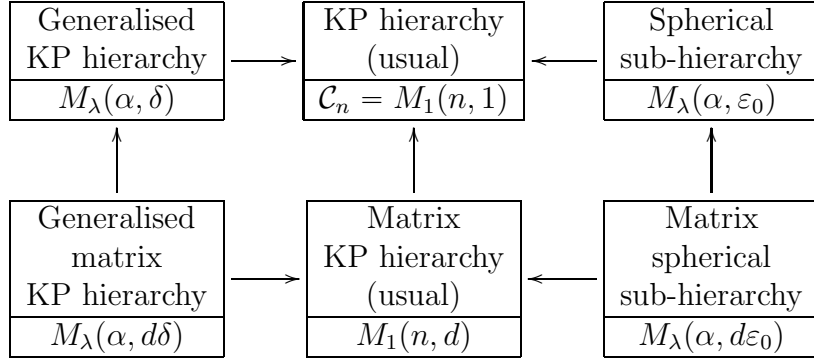 Generalised
KP hierarchy
M_λ(α, δ)
KP hierarchy
(usual)
𝒞_n = M_1(n, 1)
Spherical
sub-hierarchy
M_λ(α, ε_0)
Generalised
matrix
KP hierarchy
M_λ(α, dδ)
Matrix
KP hierarchy
(usual)
M_1(n, d)
Matrix
spherical
sub-hierarchy
M_λ(α, dε_0)